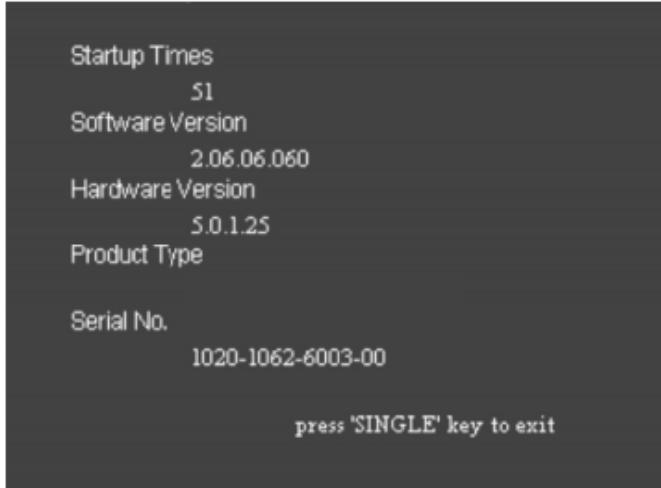 Startup Times
51
Software Version
2.06.06.060
Hardware Version
5.0.1.25
Product Type
Serial No.
1020-1062-6003-00
press 'SINGLE' key to exit